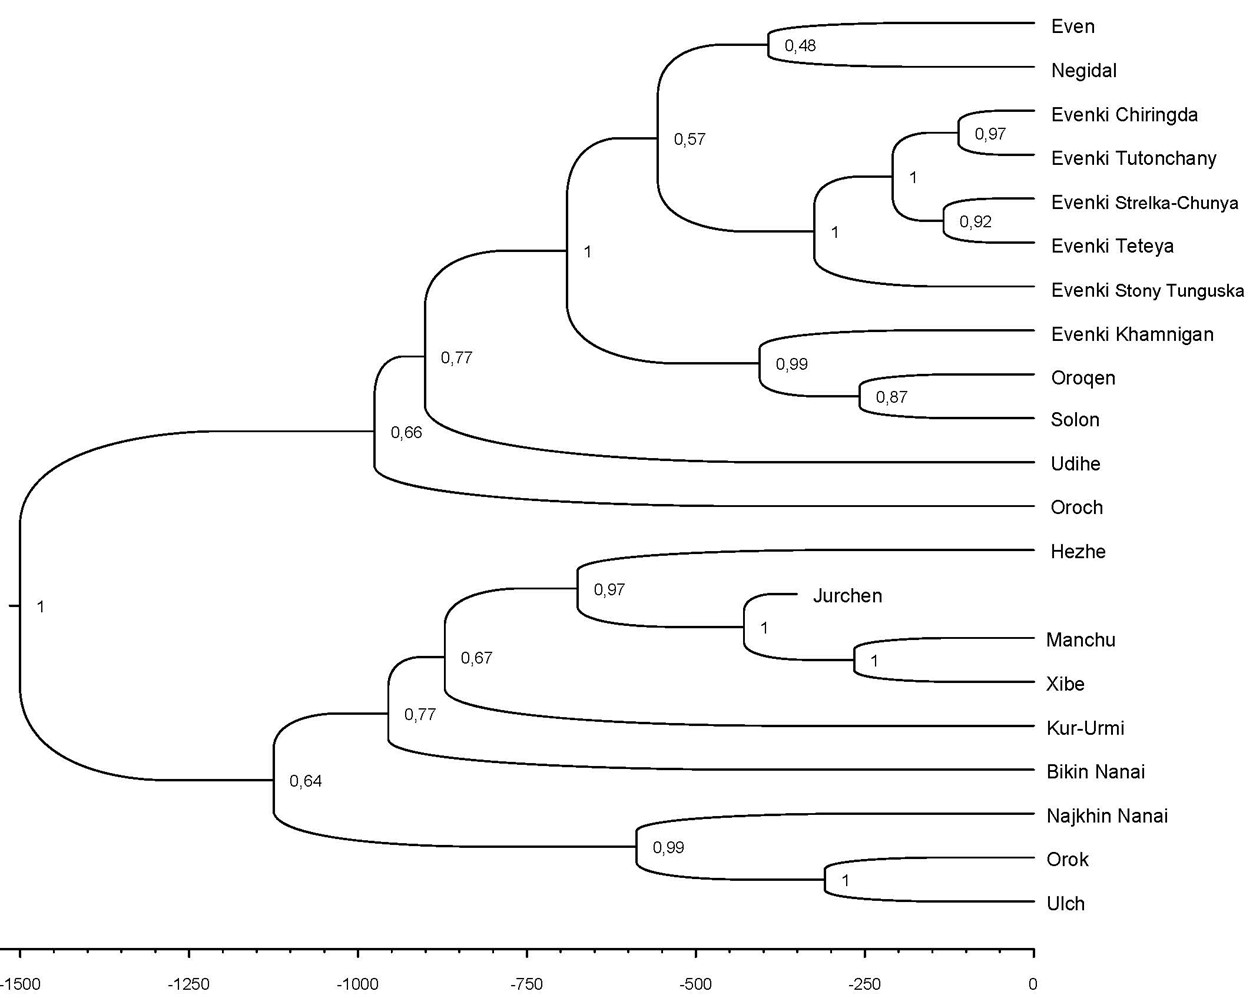 Even
0,48
Negidal
Evenki Chiringda
0,97
0,57
Evenki Tutonchany
1
Evenki Strelka-Chunya
0,92
1
Evenki Teteya
1
Evenki Stony Tunguska
Evenki Khamnigan
0,99
0,77
Oroqen
0,87
Solon
0,66
Udihe
Oroch
Hezhe
0,97
Jurchen
1
1
Manchu
0,67
1
Xibe
0,77
Kur-Urmi
Bikin Nanai
0,64
Najkhin Nanai
0,99
Orok
1
Ulch
-1500 -1250 -1000 -750 -500 -250 0